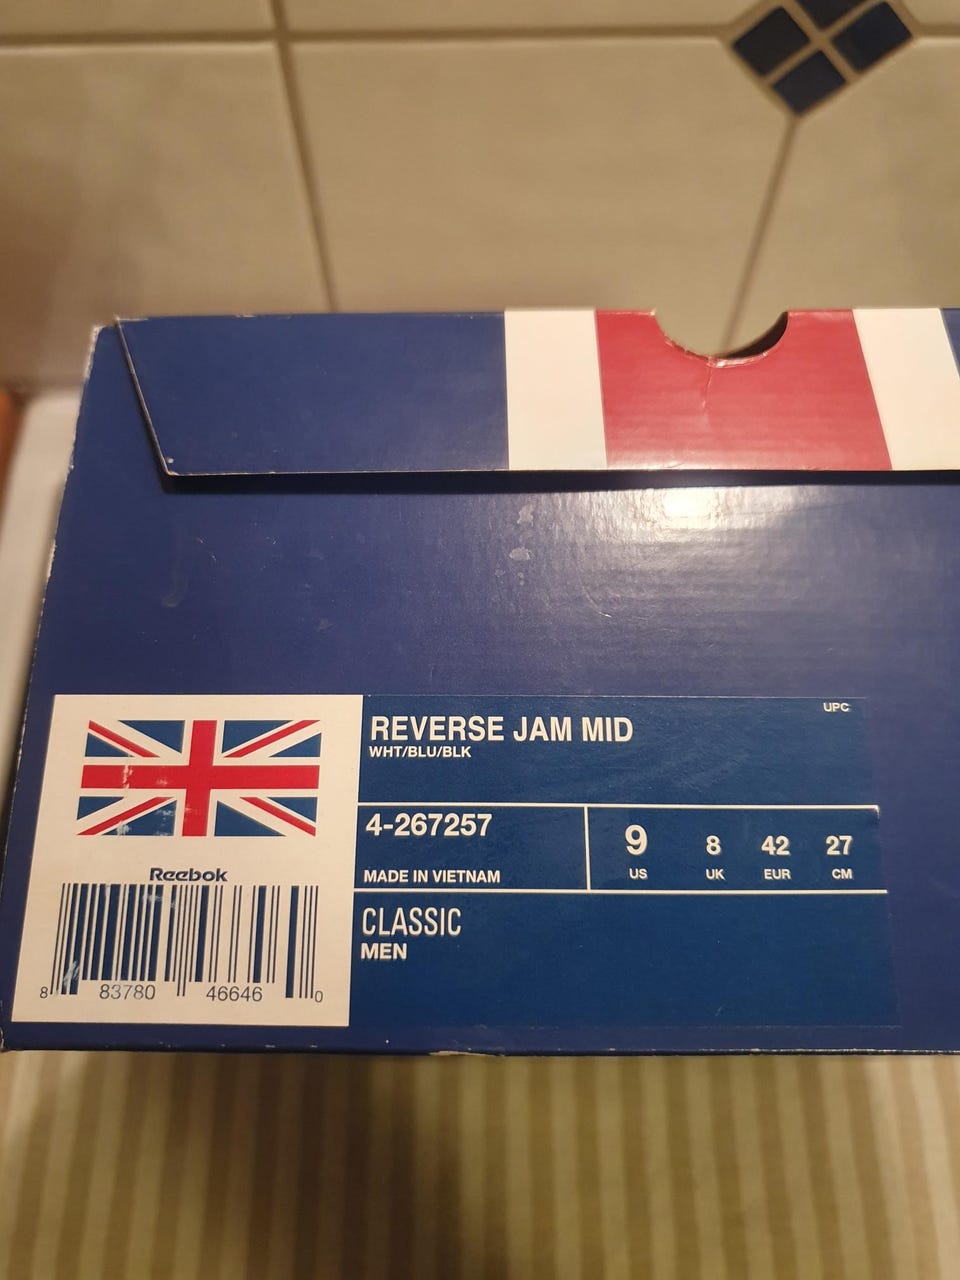 UPC
REVERSE JAM MID
WHT/BLU/BLK
4-267257
MADE IN VIETNAM
9 8 42 27
US UK EUR CM
CLASSIC
MEN
Reebok
8 83780 46646 0